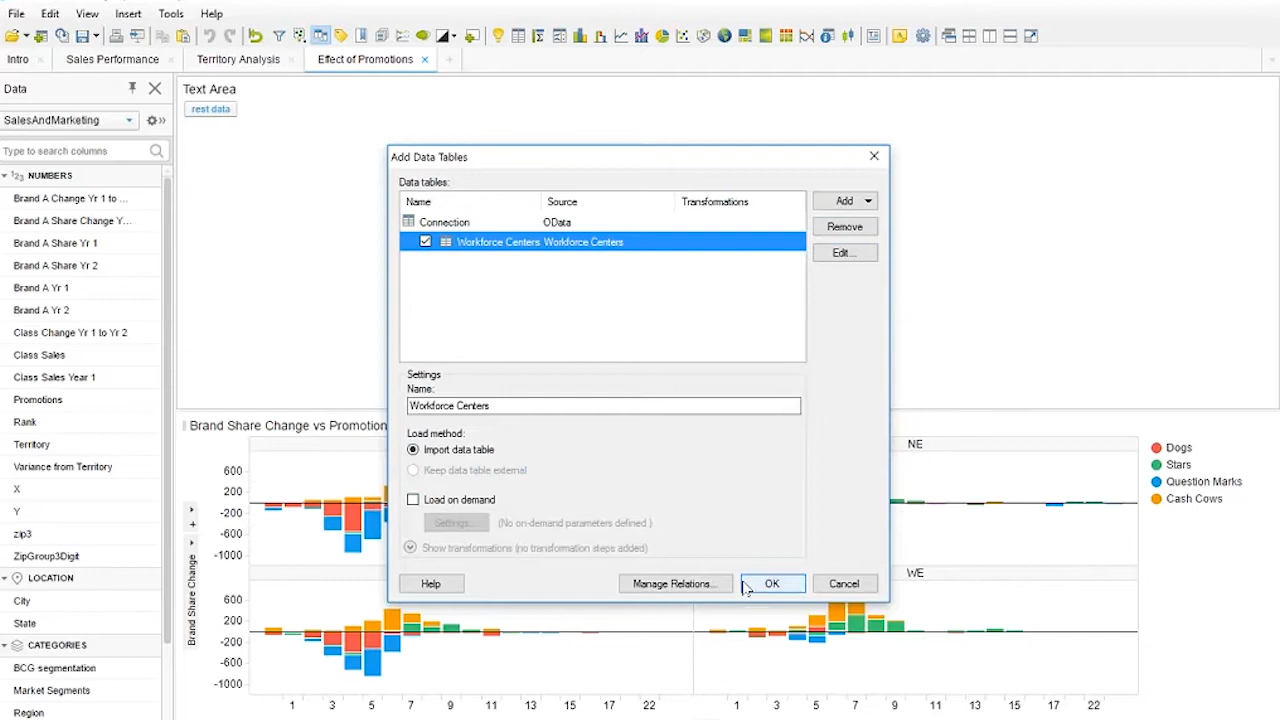 File Edit View Insert Tools Help
Intro Sales Performance Territory Analysis Effect of Promotions
Data
SalesAndMarketing
Type to search columns
NUMBERS
Brand A Change Yr 1 to ...
Brand A Share Change Y...
Brand A Share Yr 1
Brand A Share Yr 2
Brand A Yr 1
Brand A Yr 2
Class Change Yr 1 to Yr 2
Class Sales
Class Sales Year 1
Promotions
Rank
Territory
Variance from Territory
X
Y
zip3
ZipGroup3Digit
LOCATION
City
State
CATEGORIES
BCG segmentation
Market Segments
Region
Text Area
rest data
Add Data Tables
Data tables:
Name Source Transformations
Connection OData
Workforce Centers Workforce Centers
Add
Remove
Edit...
Settings
Name:
Workforce Centers
Load method:
Import data table
Keep data table external
Load on demand
Settings... (No on-demand parameters defined.)
Show transformations (no transformation steps added)
Help Manage Relations... OK Cancel
Brand Share Change vs Promotion
NE
600
200
-200
-600
-1000
WE
600
200
-200
-600
-1000
Brand Share Change
1 3 5 7 9 11 13 15 17 22 1 3 5 7 9 11 13 15 17 22
Dogs
Stars
Question Marks
Cash Cows